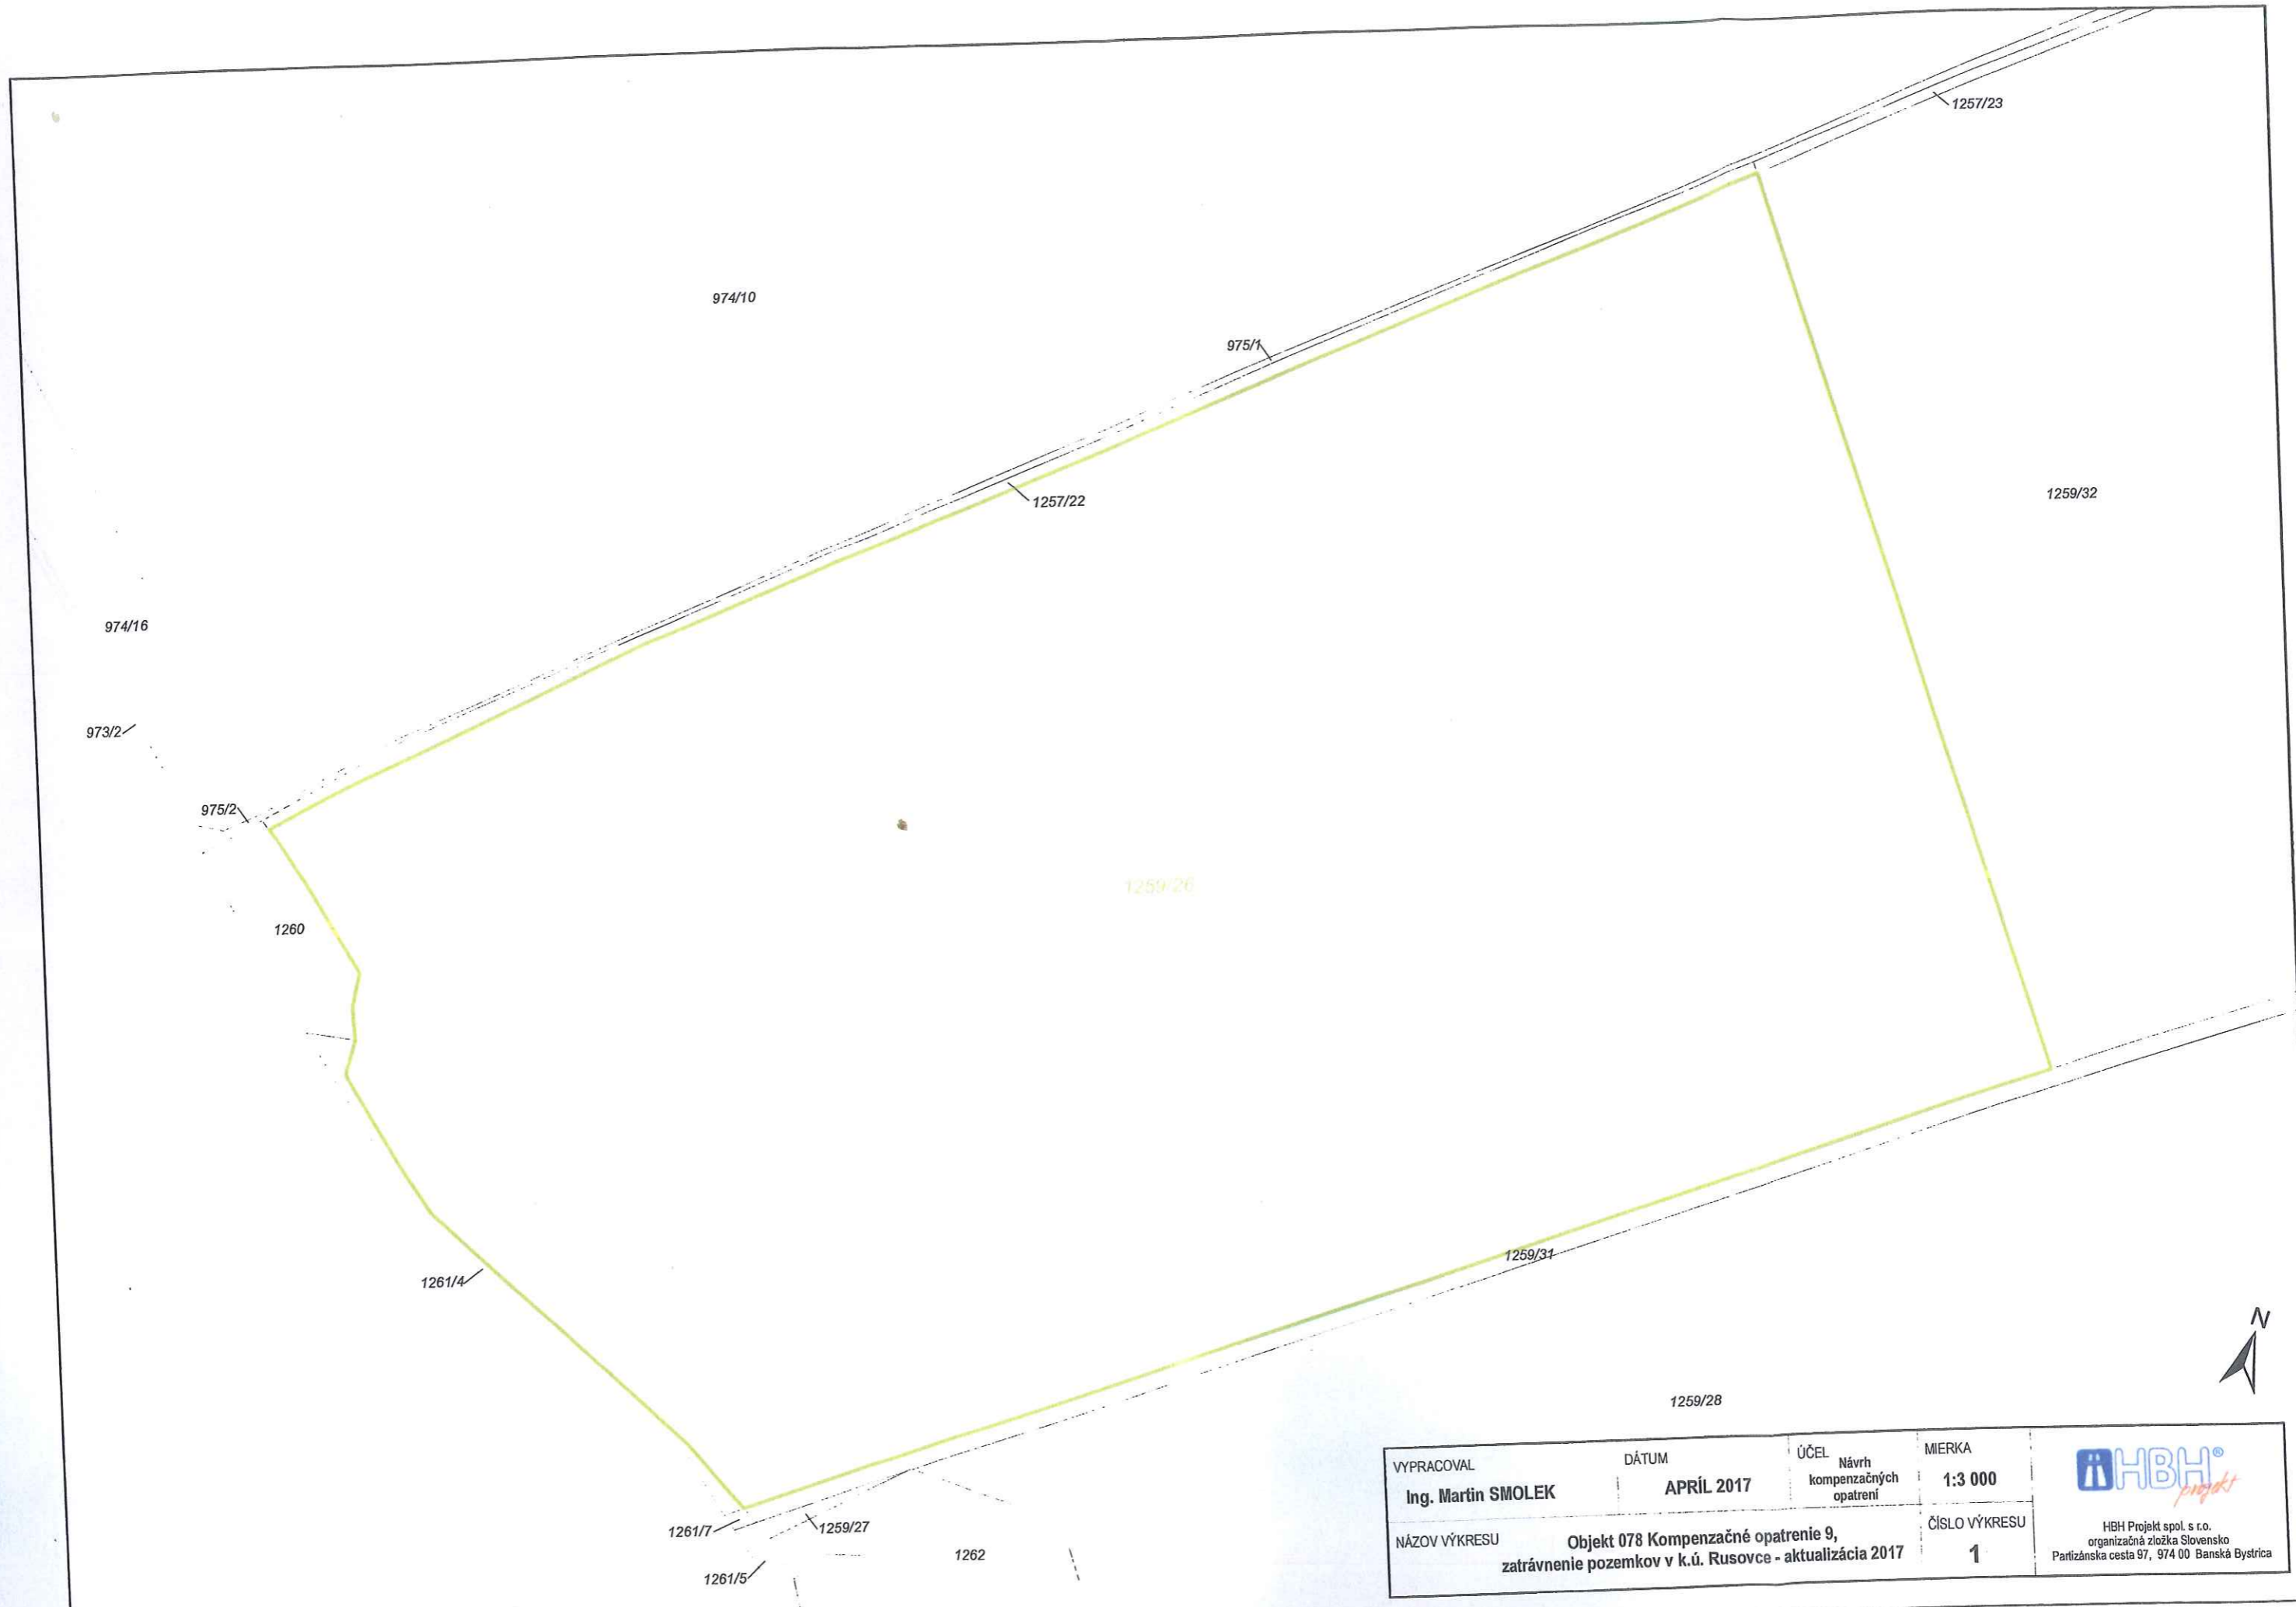 1257/23
974/10
975/1
1259/32
1257/22
974/16
973/2
975/2
1259/26
1260
1259/31
1261/4
N
1259/28
1261/7
1259/27
1262
1261/5
VYPRACOVAL
Ing. Martin SMOLEK
DÁTUM
APRÍL 2017
ÚČEL
Návrh
kompenzačných
opatrení
MIERKA
1:3 000
NÁZOV VÝKRESU
Objekt 078 Kompenzačné opatrenie 9,
zatrávnenie pozemkov v k.ú. Rusovce - aktualizácia 2017
ČÍSLO VÝKRESU
1
HBH®
projekt
HBH Projekt spol. s r.o.
organizačná zložka Slovensko
Partizánska cesta 97, 974 00 Banská Bystrica